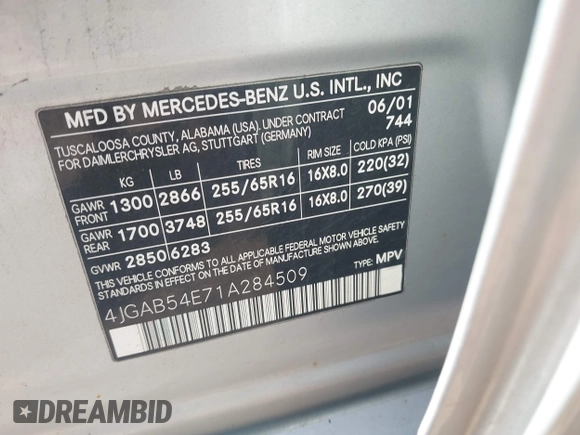 MFD BY MERCEDES-BENZ U.S. INTL., INC
TUSCALOOSA COUNTY, ALABAMA (USA). UNDER CONTRACT 06/01
FOR DAIMLERCHRYSLER AG, STUTTGART (GERMANY) 744
KG LB TIRES RIM SIZE COLD KPA (PSI)
GAWR FRONT 1300 2866 255/65R16 16X8.0 220(32)
GAWR REAR 1700 3748 255/65R16 16X8.0 270(39)
GVWR 2850 6283
THIS VEHICLE CONFORMS TO ALL APPLICABLE FEDERAL MOTOR VEHICLE SAFETY
STANDARDS IN EFFECT ON THE DATE OF MANUFACTURE SHOWN ABOVE.
4JGAB54E71A284509 TYPE: MPV
DREAMBID